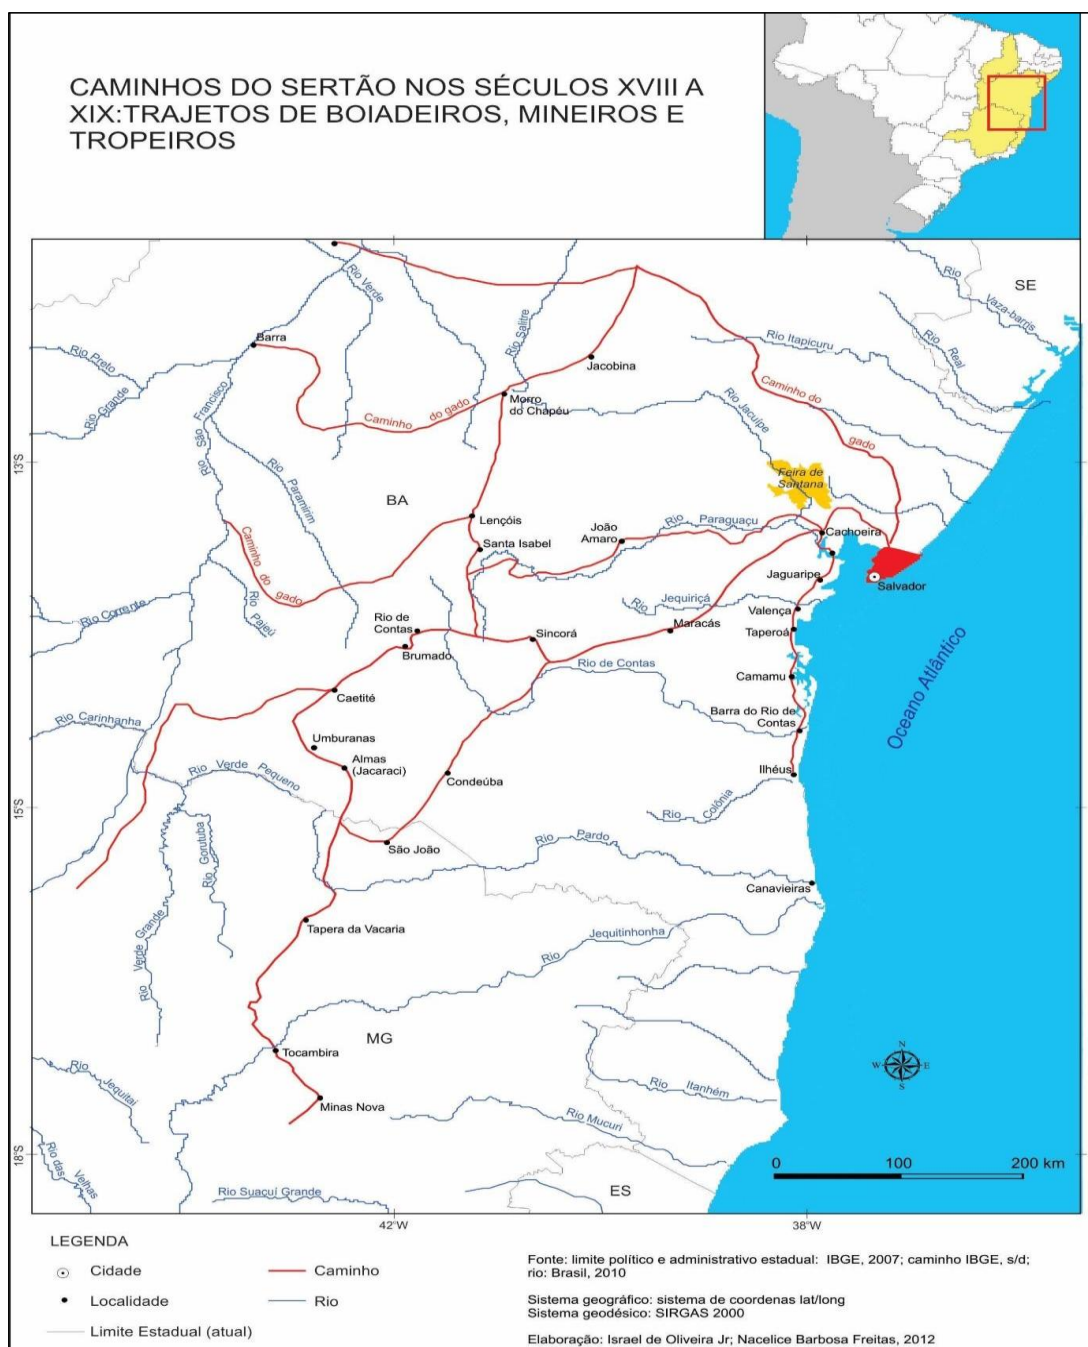 CAMINHOS DO SERTÃO NOS SÉCULOS XVIII A
XIX:TRAJETOS DE BOIADEIROS, MINEIROS E
TROPEIROS
SE
Rio Verde
Rio Salitre
Rio Vaza-barris
Rio Real
Rio Itapicuru
Barra
Rio Preto
Rio Grande
Jacobina
Caminho do gado
Morro
do Chapéu
Rio Jacuípe
Caminho do gado
Rio São Francisco
13°S
Rio Paramirim
Feira de
Santana
BA
Lençóis
Santa Isabel
João
Amaro
Rio Paraguaçu
Cachoeira
Caminho do gado
Jaguaripe
Salvador
Rio Jequiriçá
Valença
Rio Corrente
Rio Pajeú
Rio de
Contas
Sincorá
Maracás
Taperoá
Brumado
Rio de Contas
Camamu
Oceano Atlântico
Caetité
Rio Carinhanha
Barra do Rio de
Contas
Umburanas
Rio Verde Pequeno
Almas
(Jacaraci)
Condeúba
Ilhéus
15°S
Rio Colônia
Rio Gorutuba
São João
Rio Pardo
Canavieiras
Rio Verde Grande
Tapera da Vacaria
Rio Jequitinhonha
MG
Tocambira
Rio Jequitaí
Minas Nova
Rio Itanhém
Rio Mucuri
N
W
E
S
18°S
Rio das Velhas
Rio Suaçuí Grande
ES
0 100 200 km
42°W
38°W
LEGENDA
Cidade
Caminho
Localidade
Rio
Limite Estadual (atual)
Fonte: limite político e administrativo estadual: IBGE, 2007; caminho IBGE, s/d;
rio: Brasil, 2010
Sistema geográfico: sistema de coordenas lat/long
Sistema geodésico: SIRGAS 2000
Elaboração: Israel de Oliveira Jr; Nacelice Barbosa Freitas, 2012